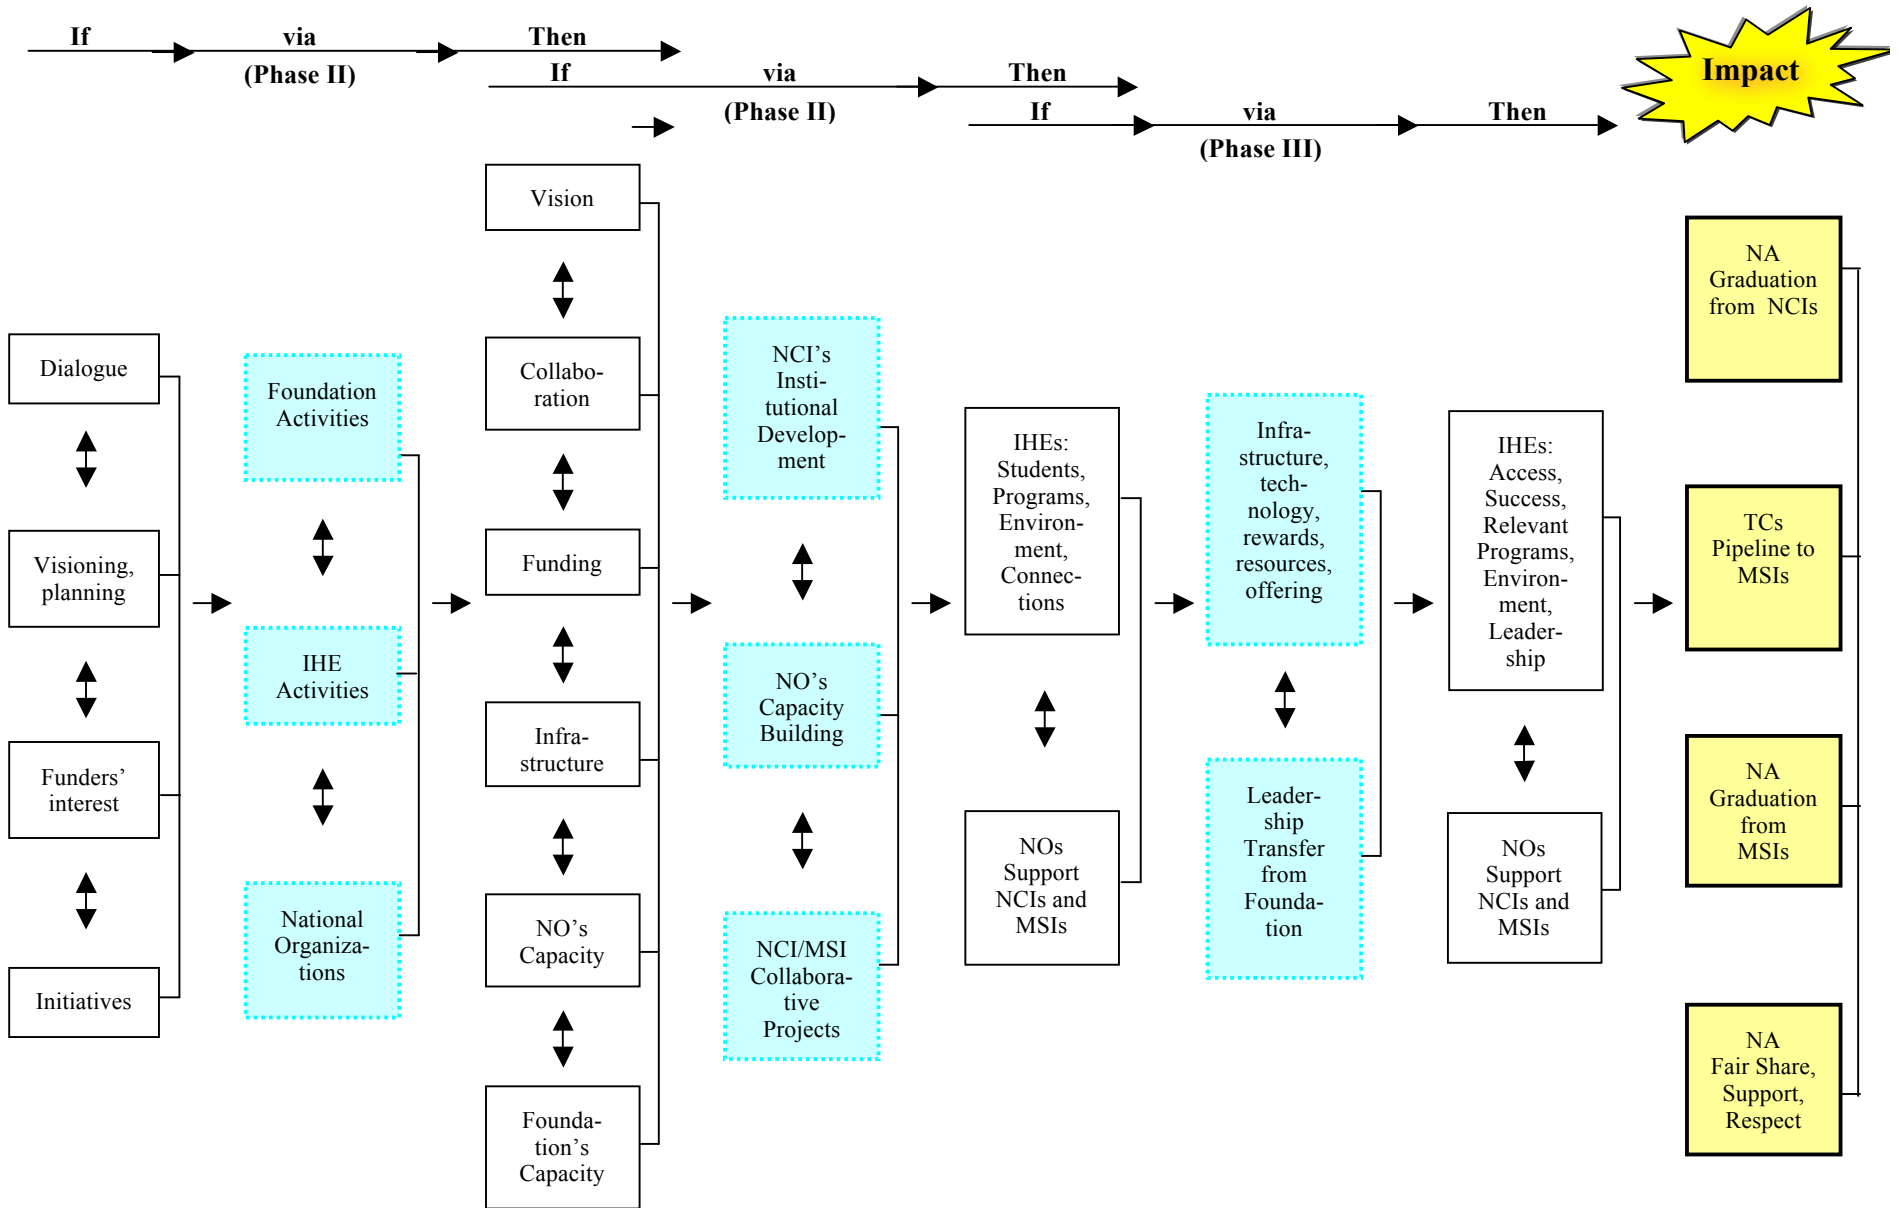 If
via
Then
(Phase II)
If
via
Then
(Phase II)
If
via
Then
(Phase III)
Impact
Dialogue
Visioning,
planning
Funders’
interest
Initiatives
Foundation
Activities
IHE
Activities
National
Organiza-
tions
Vision
Collabo-
ration
Funding
Infra-
structure
NO’s
Capacity
Founda-
tion’s
Capacity
NCI’s
Insti-
tutional
Develop-
ment
NO’s
Capacity
Building
NCI/MSI
Collabora-
tive
Projects
IHEs:
Students,
Programs,
Environ-
ment,
Connec-
tions
NOs
Support
NCIs and
MSIs
Infra-
structure,
tech-
nology,
rewards,
resources,
offering
Leader-
ship
Transfer
from
Founda-
tion
IHEs:
Access,
Success,
Relevant
Programs,
Environ-
ment,
Leader-
ship
NOs
Support
NCIs and
MSIs
NA
Graduation
from NCIs
TCs
Pipeline to
MSIs
NA
Graduation
from
MSIs
NA
Fair Share,
Support,
Respect